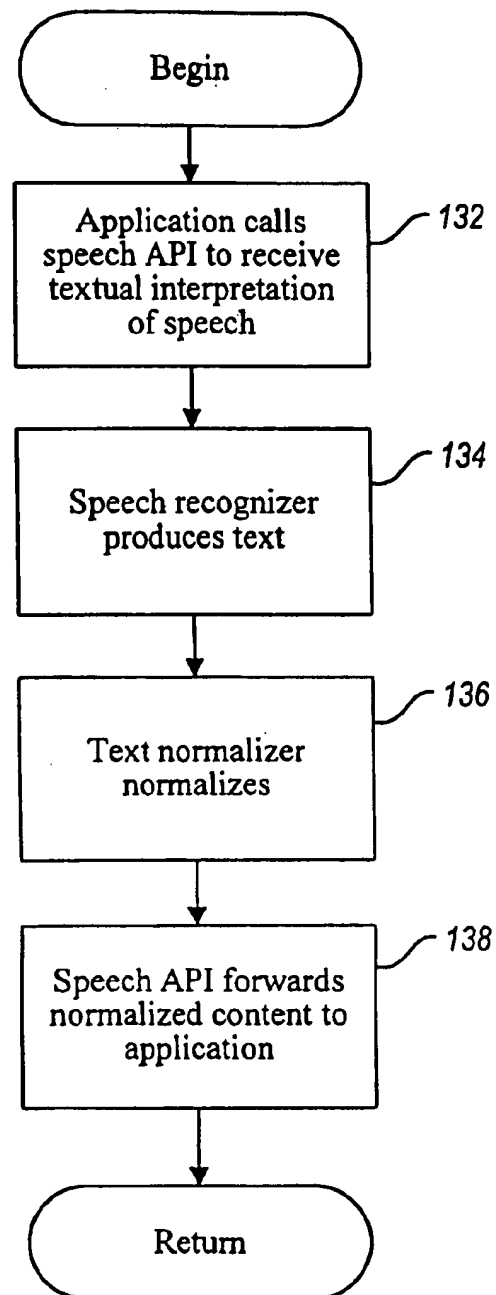 Begin
132
Application calls
speech API to receive
textual interpretation
of speech
134
Speech recognizer
produces text
136
Text normalizer
normalizes
138
Speech API forwards
normalized content to
application
Return